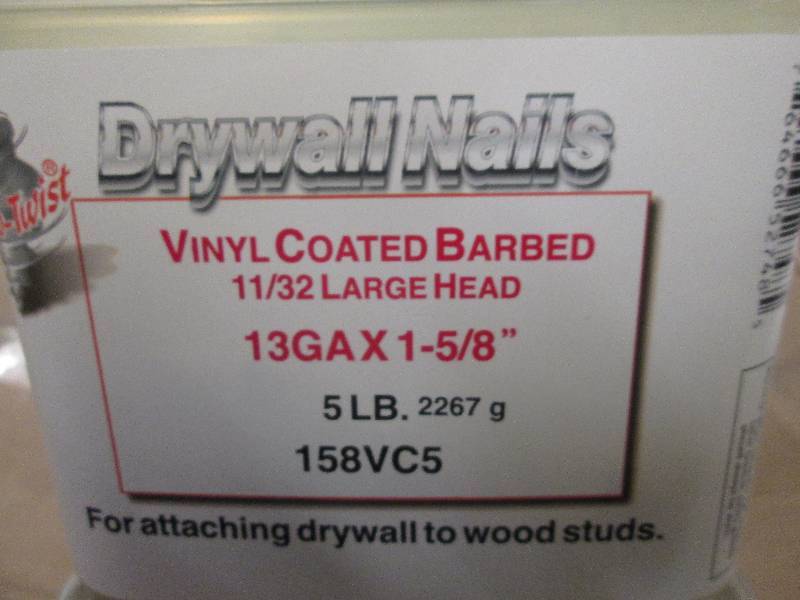 Drywall Nails
-Twist®
VINYL COATED BARBED
11/32 LARGE HEAD
13GA X 1-5/8”
5 LB. 2267 g
158VC5
For attaching drywall to wood studs.